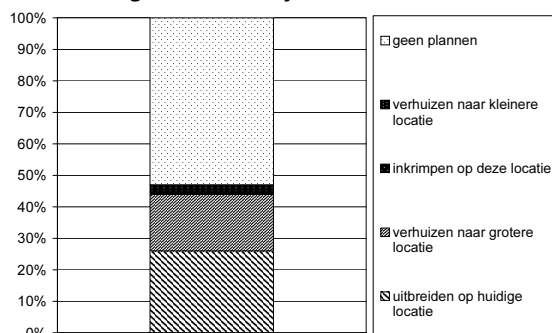 100%
90%
80%
70%
60%
50%
40%
30%
20%
10%
0%
geen plannen
verhuizen naar kleinere
locatie
inkrimpen op deze locatie
verhuizen naar grotere
locatie
uitbreiden op huidige
locatie